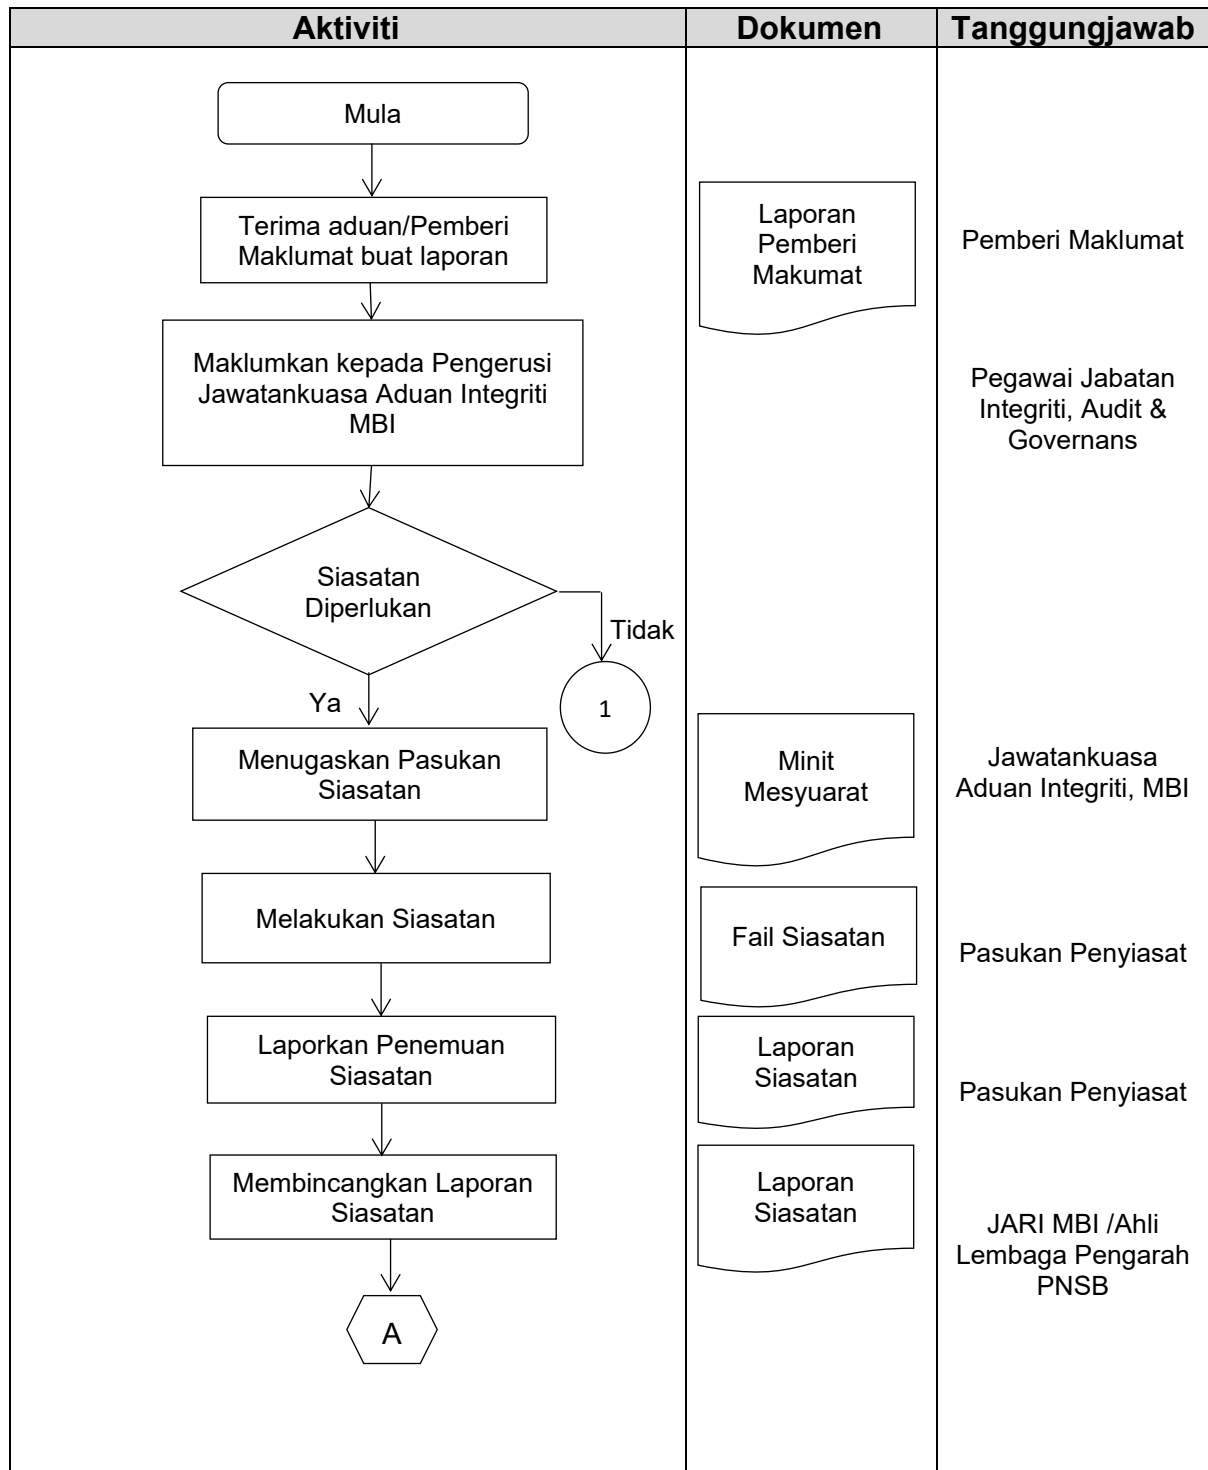 Aktiviti
Dokumen
Tanggungjawab
Mula
Terima aduan/Pemberi
Maklumat buat laporan
Laporan
Pemberi
Makumat
Pemberi Maklumat
Maklumkan kepada Pengerusi
Jawatankuasa Aduan Integriti
MBI
Pegawai Jabatan
Integriti, Audit &
Governans
Siasatan
Diperlukan
Tidak
1
Ya
Menugaskan Pasukan
Siasatan
Minit
Mesyuarat
Jawatankuasa
Aduan Integriti, MBI
Melakukan Siasatan
Fail Siasatan
Pasukan Penyiasat
Laporkan Penemuan
Siasatan
Laporan
Siasatan
Pasukan Penyiasat
Membincangkan Laporan
Siasatan
Laporan
Siasatan
JARI MBI /Ahli
Lembaga Pengarah
PNSB
A